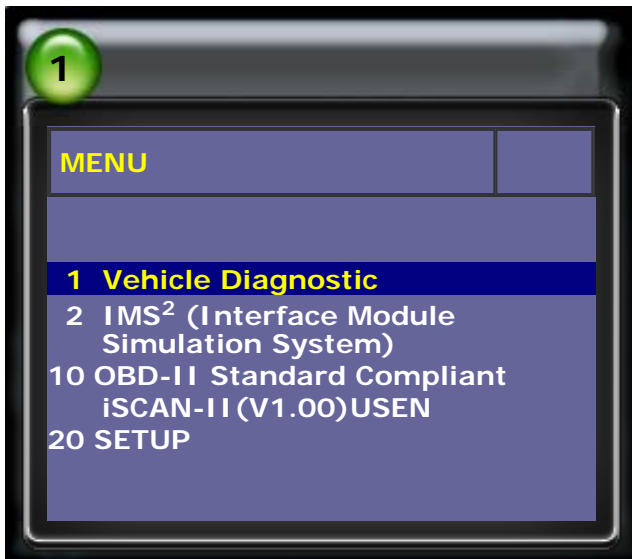 1
MENU
1 Vehicle Diagnostic
2 IMS² (Interface Module
Simulation System)
10 OBD-II Standard Compliant
iSCAN-II(V1.00)USEN
20 SETUP